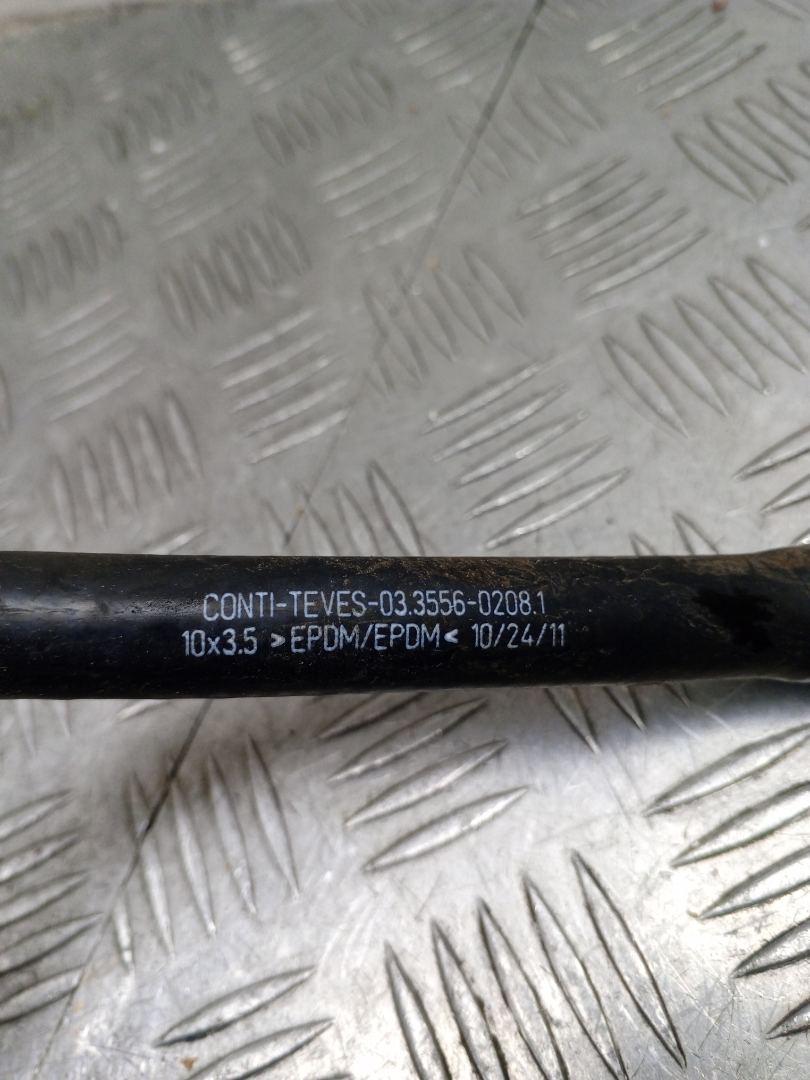 CONTI-TEVES-03.3556-0208.1
10x3.5 >EPDM/EPDM< 10/24/11